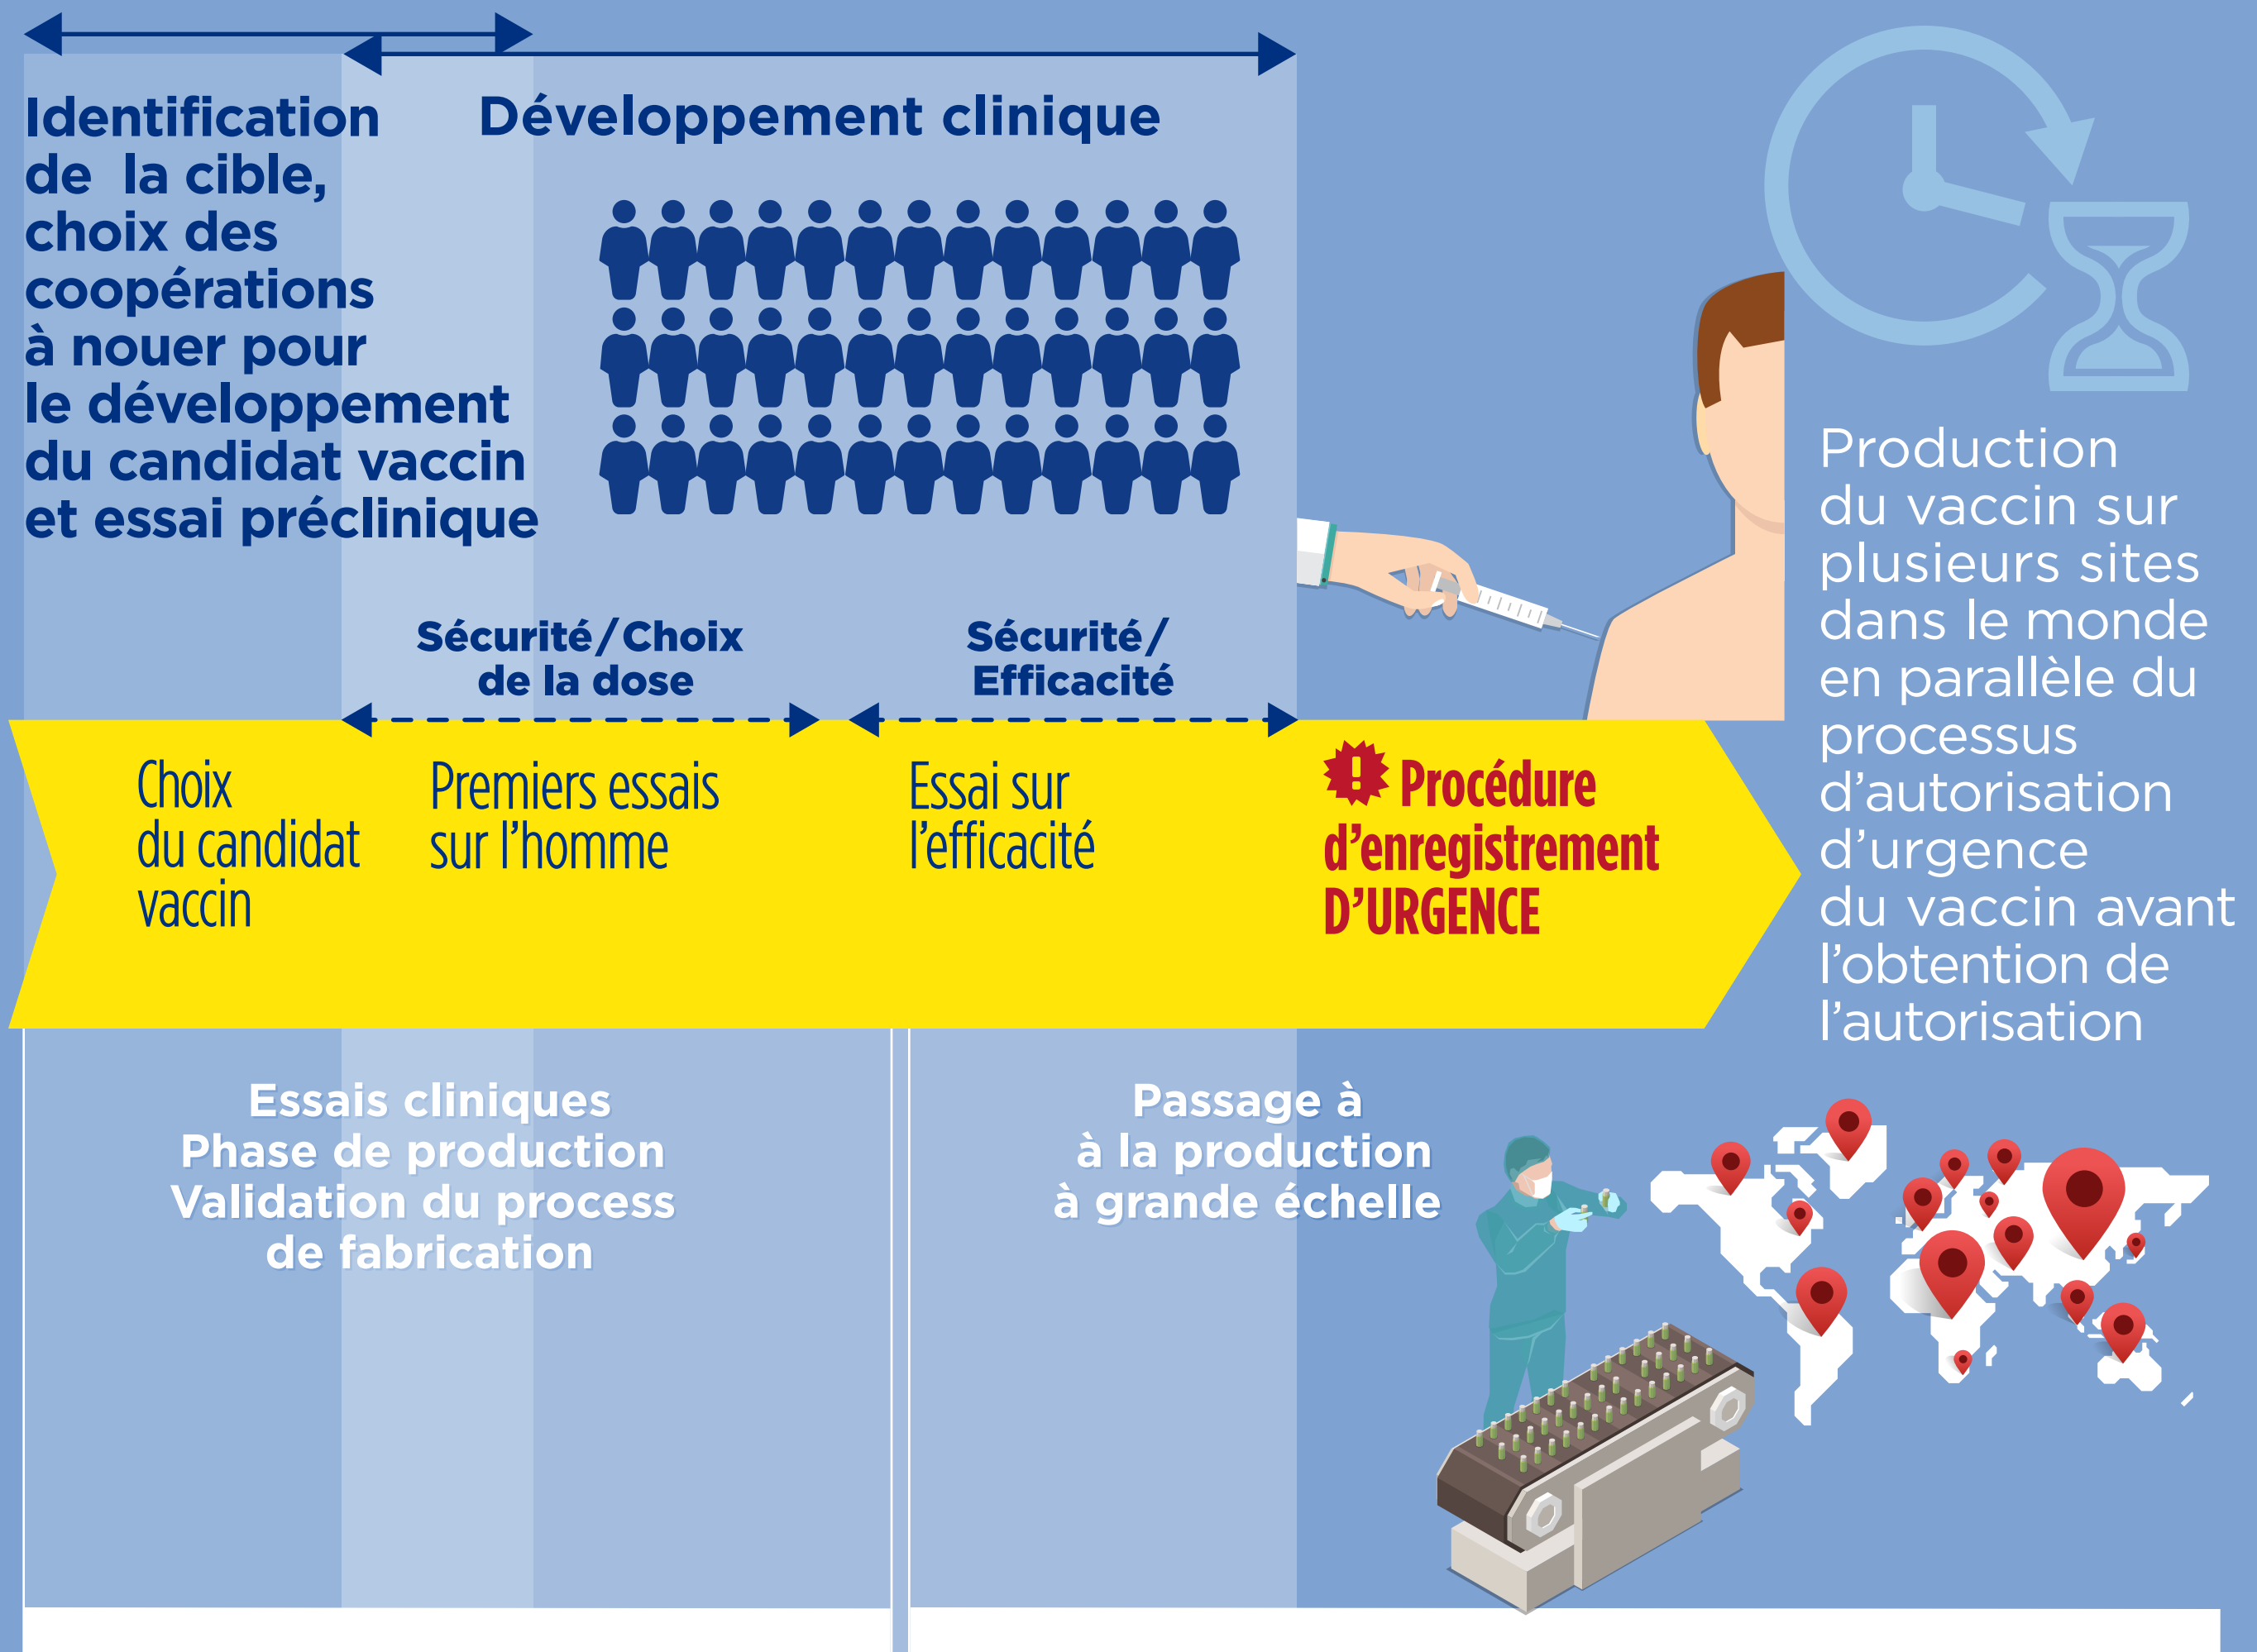 Identification
de la cible,
choix des
coopérations
à nouer pour
le développement
du candidat vaccin
et essai préclinique
Développement clinique
Sécurité/Choix
de la dose
Sécurité/
Efficacité
Choix
du candidat
vaccin
Premiers essais
sur l'homme
Essai sur
l'efficacité
Procédure
d'enregistrement
D'URGENCE
Production
du vaccin sur
plusieurs sites
dans le monde
en parallèle du
processus
d'autorisation
d'urgence
du vaccin avant
l'obtention de
l'autorisation
Essais cliniques
Phase de production
Validation du process
de fabrication
Passage à
à la production
à grande échelle